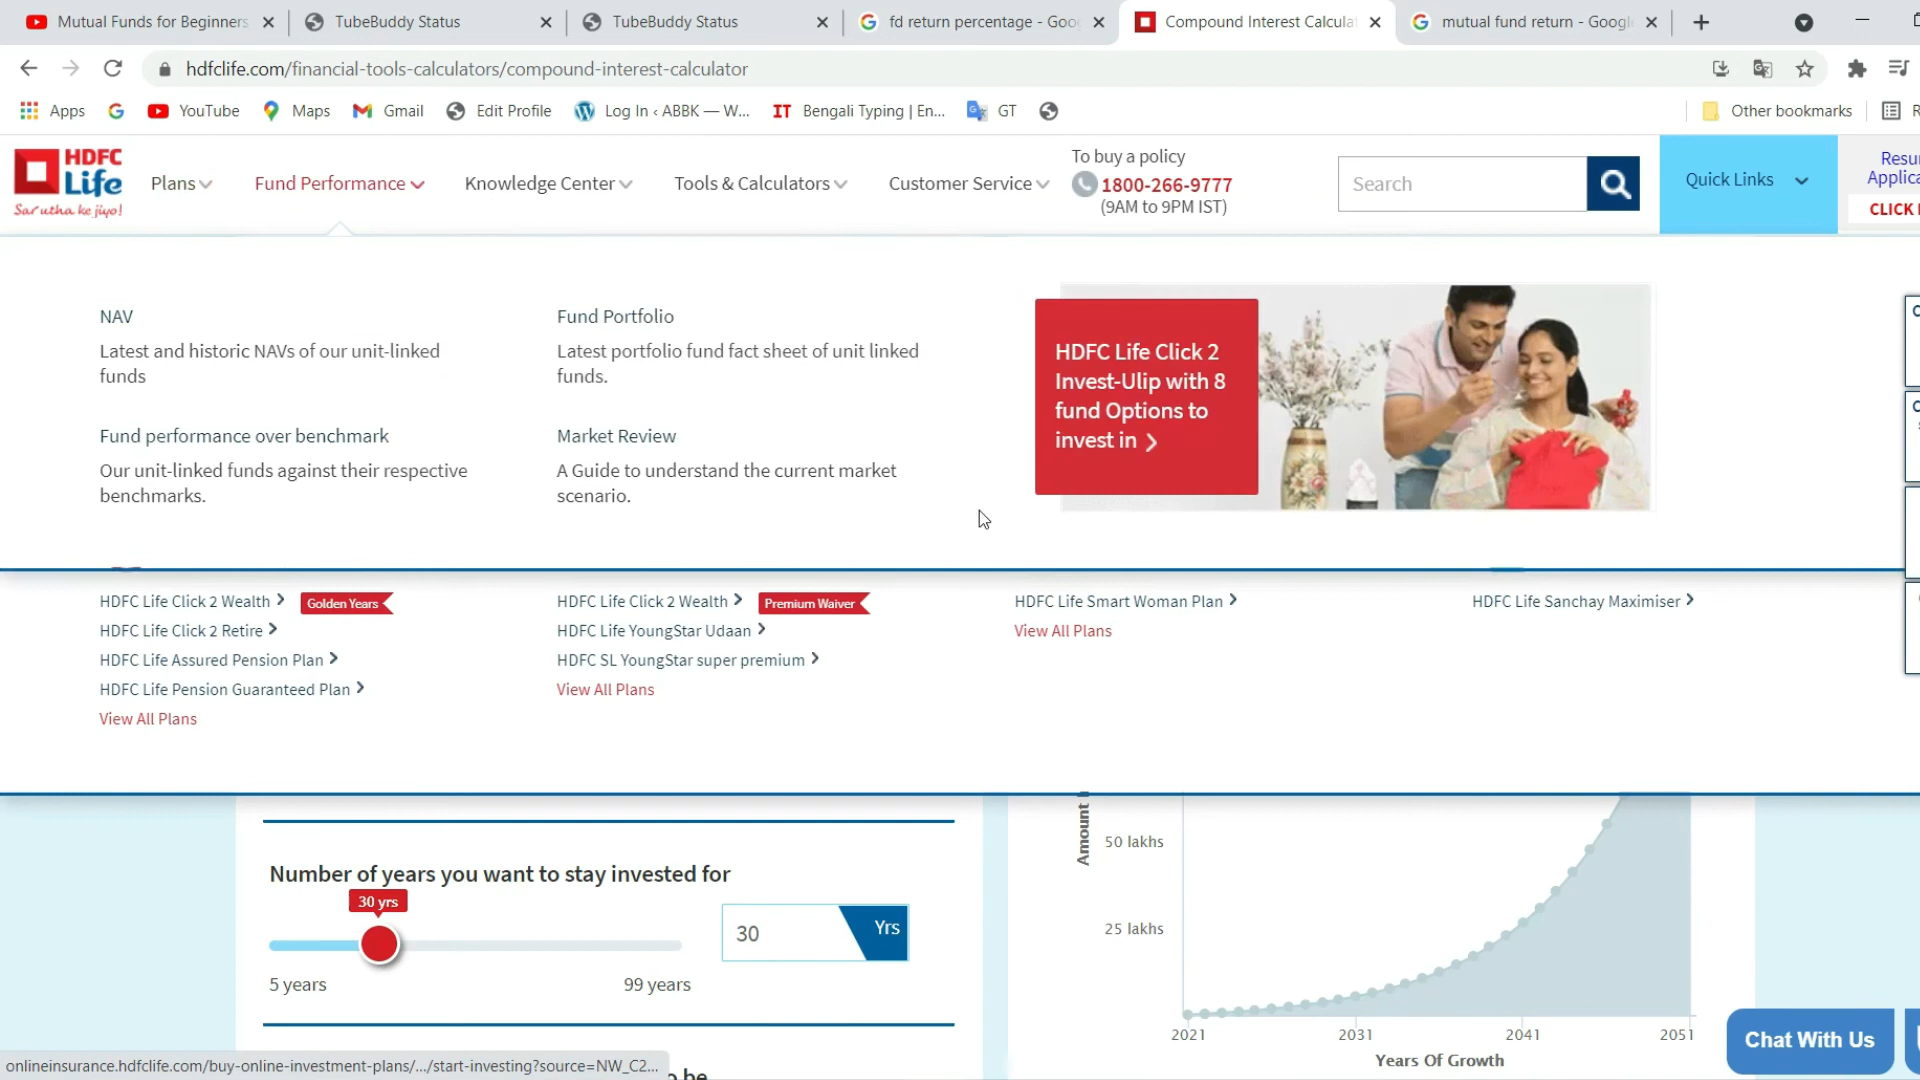 Mutual Funds for Beginners
TubeBuddy Status
TubeBuddy Status
fd return percentage - Goo
Compound Interest Calcula
mutual fund return - Googl
hdfclife.com/financial-tools-calculators/compound-interest-calculator
Apps
YouTube
Maps
Gmail
Edit Profile
Log In ‹ ABBK — W...
IT Bengali Typing | En...
GT
Other bookmarks
R
HDFC
Life
Sar utha ke jiyo!
Plans
Fund Performance
Knowledge Center
Tools & Calculators
Customer Service
To buy a policy
1800-266-9777
(9AM to 9PM IST)
Search
Quick Links
Resu
Applica
CLICK
NAV
Latest and historic NAVs of our unit-linked
funds
Fund Portfolio
Latest portfolio fund fact sheet of unit linked
funds.
Fund performance over benchmark
Our unit-linked funds against their respective
benchmarks.
Market Review
A Guide to understand the current market
scenario.
HDFC Life Click 2
Invest-Ulip with 8
fund Options to
invest in
HDFC Life Click 2 Wealth
Golden Years
HDFC Life Click 2 Retire
HDFC Life Assured Pension Plan
HDFC Life Pension Guaranteed Plan
View All Plans
HDFC Life Click 2 Wealth
Premium Waiver
HDFC Life YoungStar Udaan
HDFC SL YoungStar super premium
View All Plans
HDFC Life Smart Woman Plan
View All Plans
HDFC Life Sanchay Maximiser
Number of years you want to stay invested for
30 yrs
30
Yrs
5 years
99 years
Amount
50 lakhs
25 lakhs
2021
2031
2041
2051
Years Of Growth
Chat With Us
onlineinsurance.hdfclife.com/buy-online-investment-plans/.../start-investing?source=NW_C2...
be